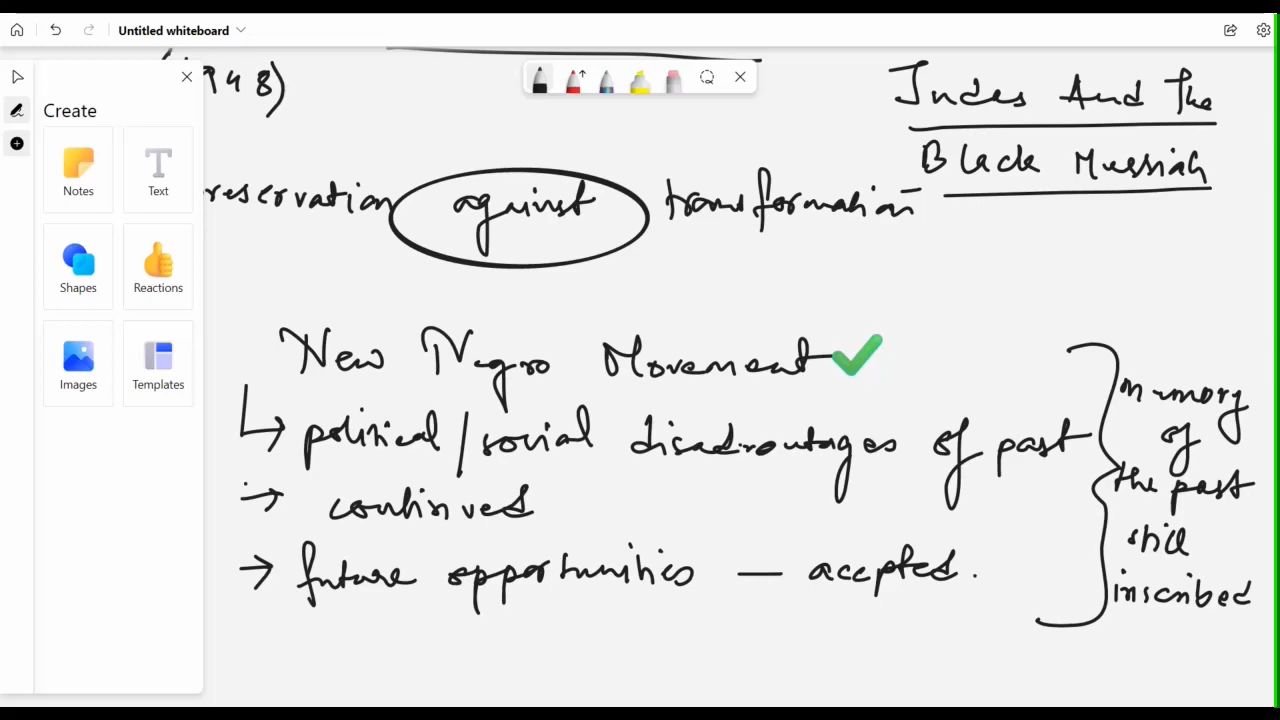 Untitled whiteboard
Create
Notes
Text
Shapes
Reactions
Images
Templates
948)
Judas And The
Black Messiah
reservation against transformation
New Negro Movement
political/social disadvantages of past
continued
future opportunities — accepted.
memory
of
the past
still
inscribed